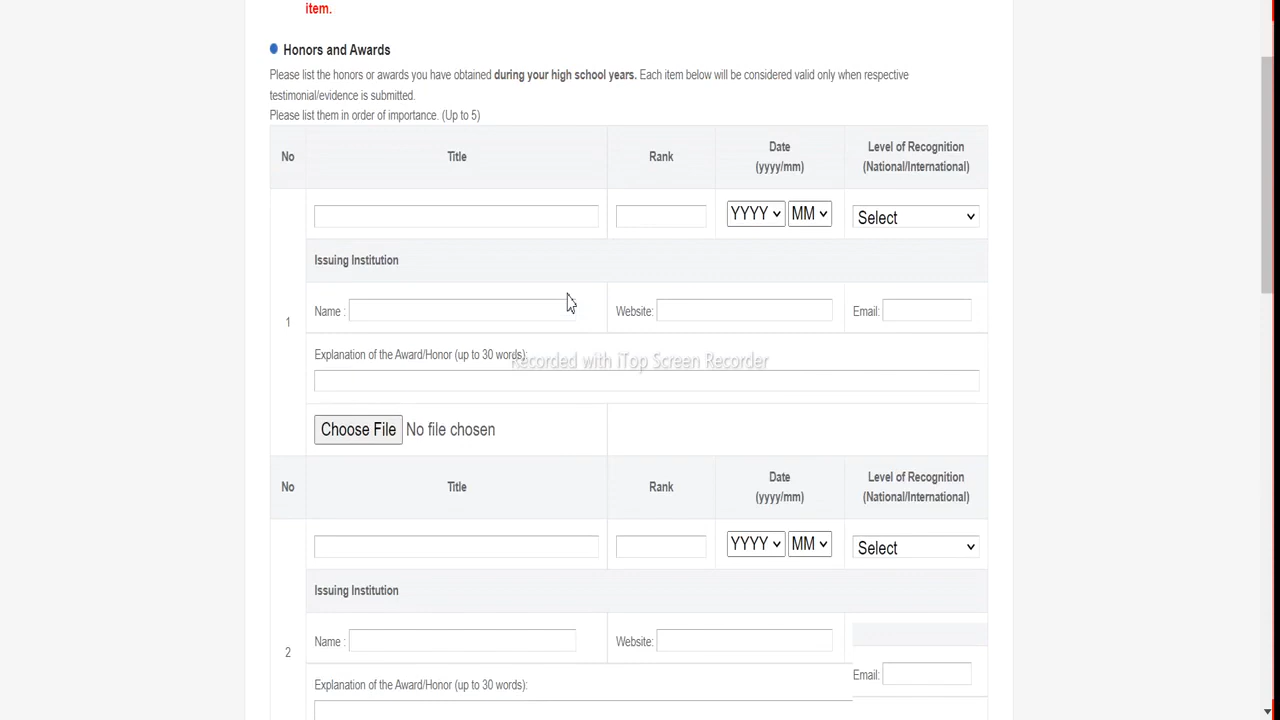 item.
Honors and Awards
Please list the honors or awards you have obtained during your high school years. Each item below will be considered valid only when respective
testimonial/evidence is submitted.
Please list them in order of importance. (Up to 5)
No Title Rank Date (yyyy/mm) Level of Recognition (National/International)
YYYY MM Select
Issuing Institution
1
Name : Website: Email:
Explanation of the Award/Honor (up to 30 words):
Recorded with iTop Screen Recorder
Choose File No file chosen
No Title Rank Date (yyyy/mm) Level of Recognition (National/International)
YYYY MM Select
Issuing Institution
2
Name : Website:
Email:
Explanation of the Award/Honor (up to 30 words):